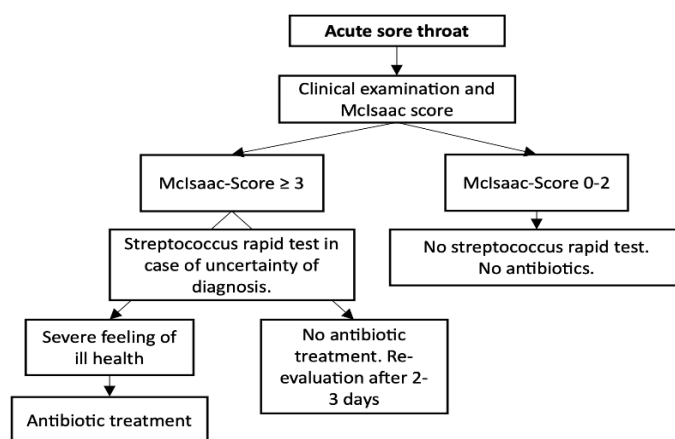 Acute sore throat
Clinical examination and
McIsaac score
McIsaac-Score ≥ 3
McIsaac-Score 0-2
Streptococcus rapid test in
case of uncertainty of
diagnosis.
No streptococcus rapid test.
No antibiotics.
Severe feeling of
ill health
No antibiotic
treatment. Re-
evaluation after 2-
3 days
Antibiotic treatment